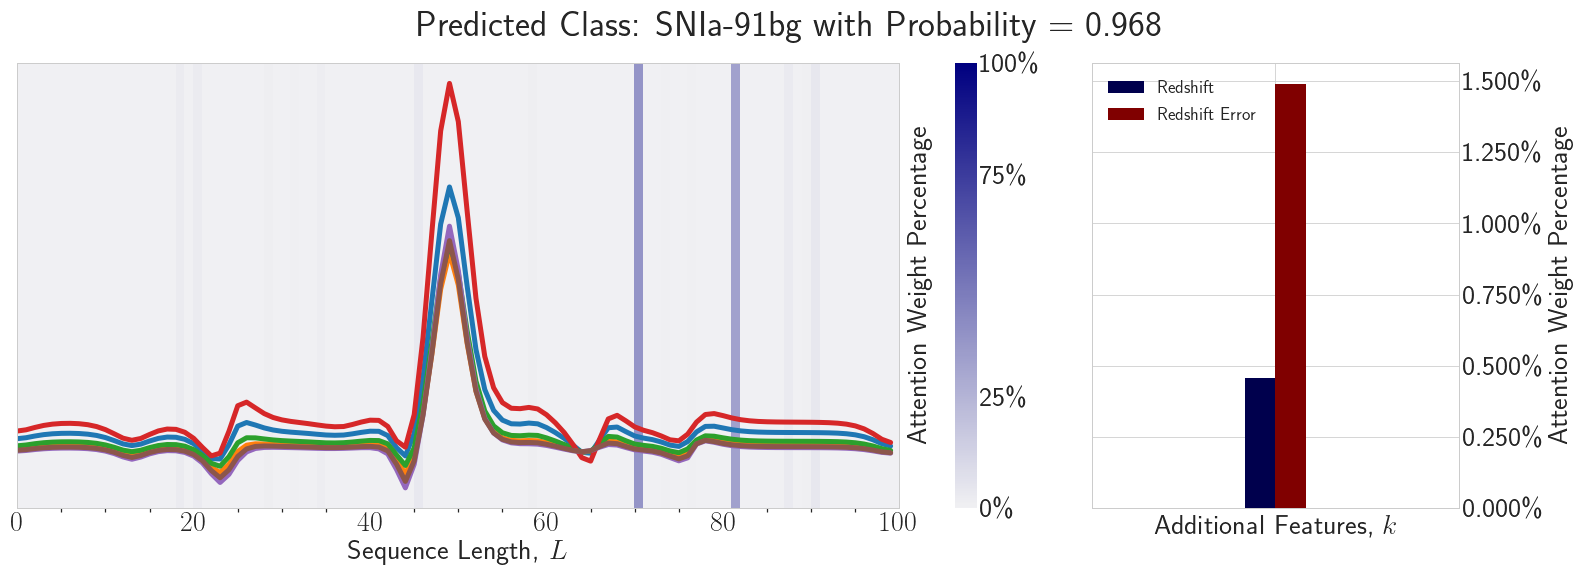 Predicted Class: SNIa-91bg with Probability = 0.968
0
20
40
60
80
100
Sequence Length, L
100%
75%
25%
0%
Attention Weight Percentage
Redshift
Redshift Error
Additional Features, k
1.500%
1.250%
1.000%
0.750%
0.500%
0.250%
0.000%
Attention Weight Percentage